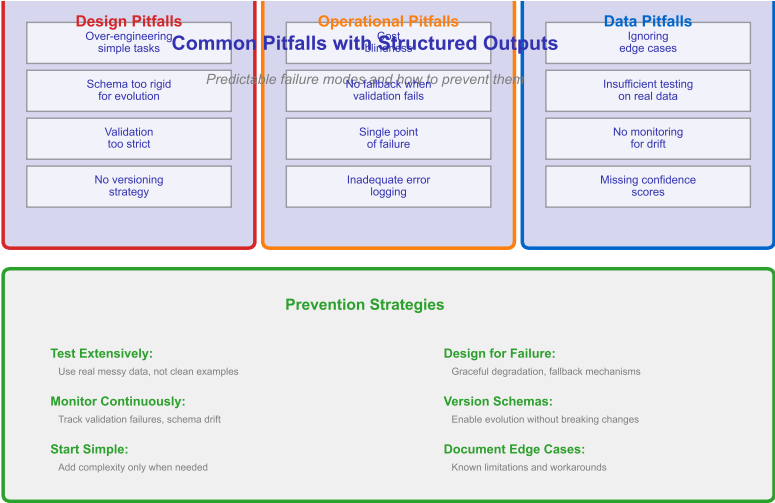 Design Pitfalls
Operational Pitfalls
Data Pitfalls
Common Pitfalls with Structured Outputs
Predictable failure modes and how to prevent them
Over-engineering
simple tasks
Schema too rigid
for evolution
Validation
too strict
No versioning
strategy
Cost
blindness
No fallback when
validation fails
Single point
of failure
Inadequate error
logging
Ignoring
edge cases
Insufficient testing
on real data
No monitoring
for drift
Missing confidence
scores
Prevention Strategies
Test Extensively:
Use real messy data, not clean examples
Monitor Continuously:
Track validation failures, schema drift
Start Simple:
Add complexity only when needed
Design for Failure:
Graceful degradation, fallback mechanisms
Version Schemas:
Enable evolution without breaking changes
Document Edge Cases:
Known limitations and workarounds